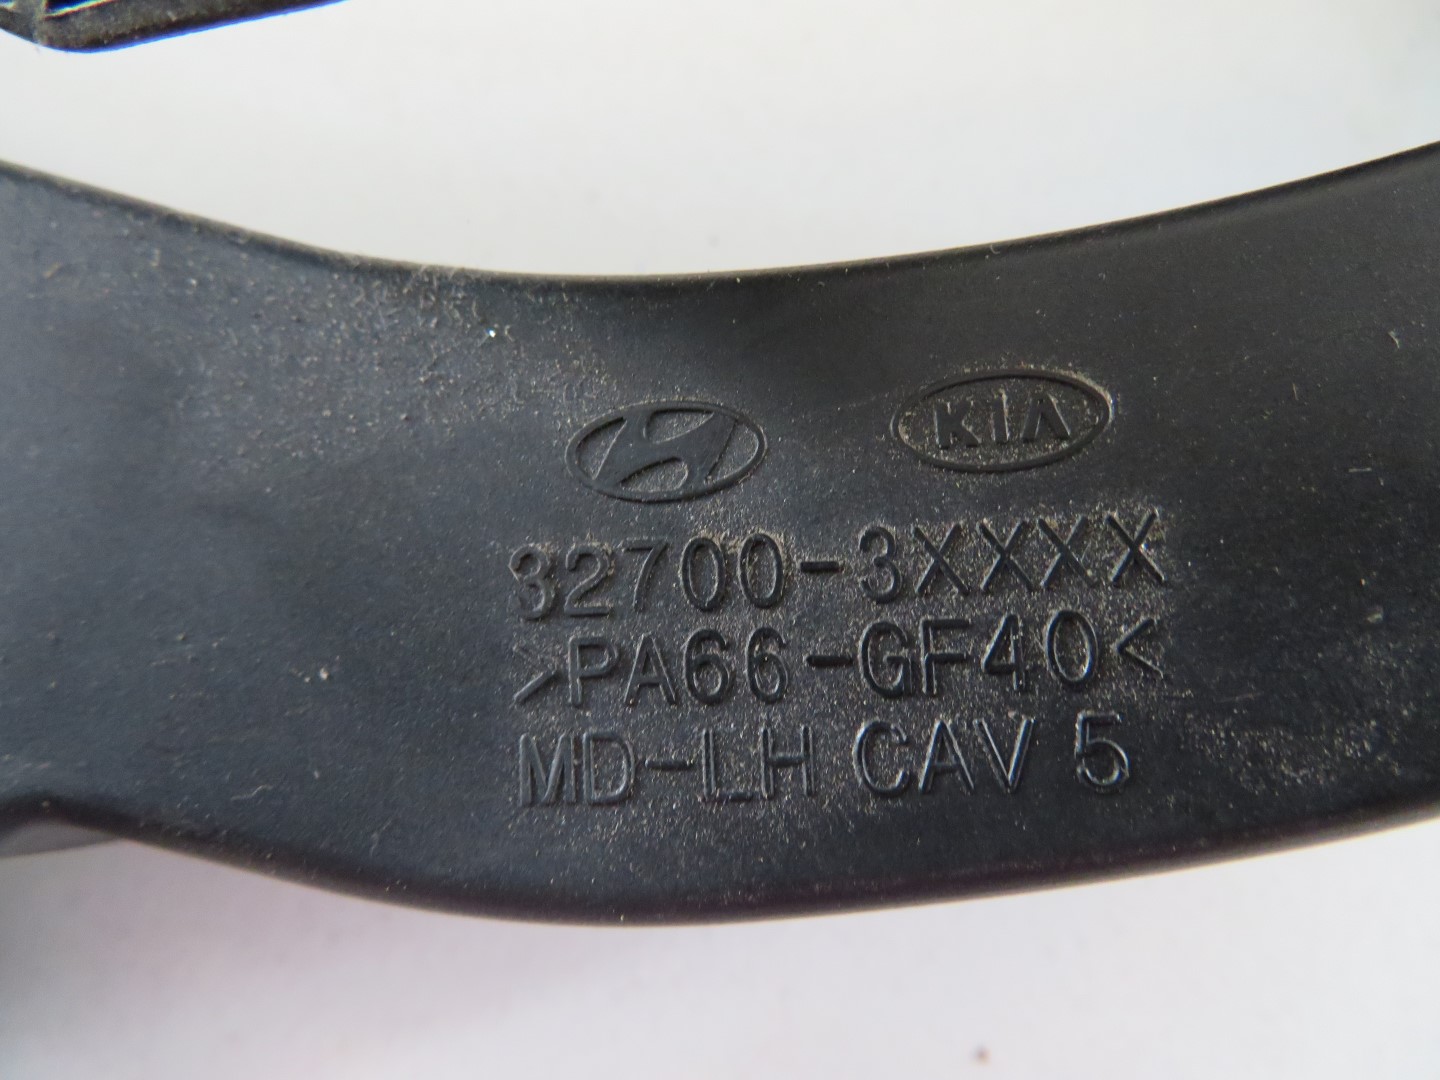 KIA
32700-3XXXX
>PA66-GF40<
MD-LH CAV 5